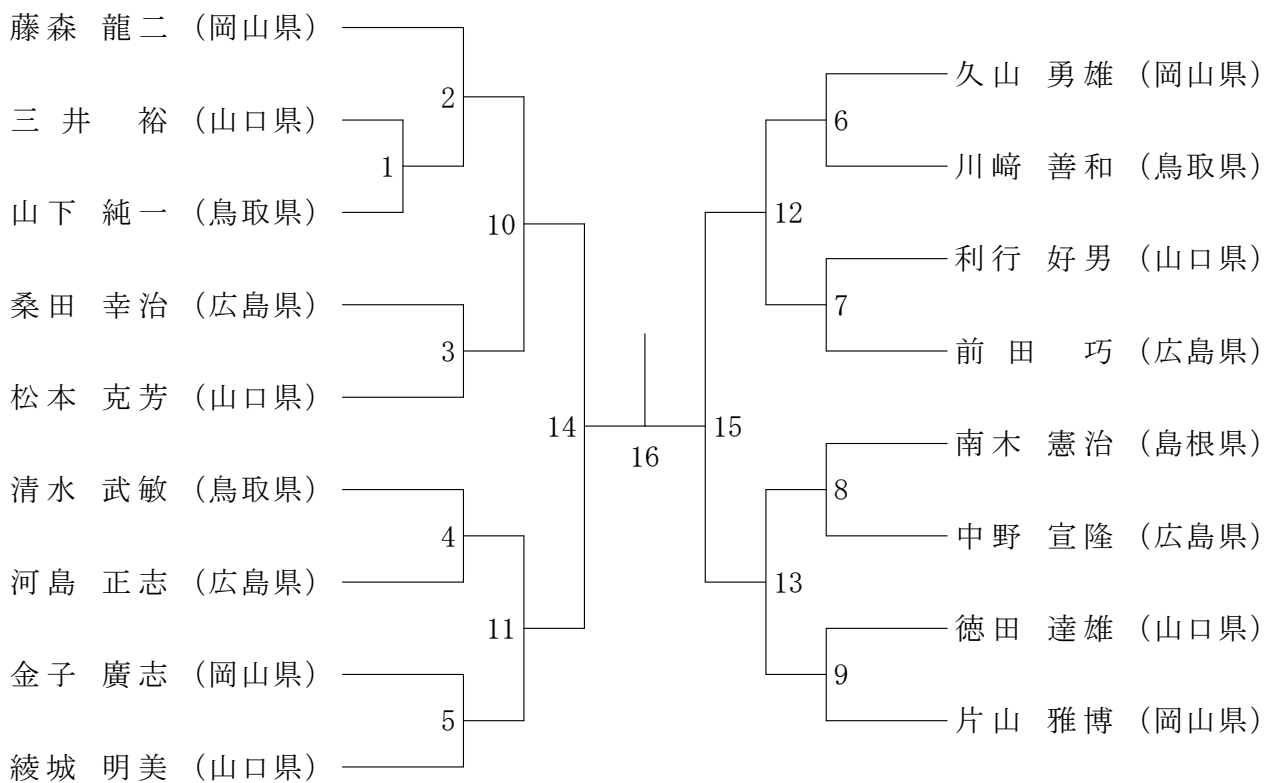 藤森 龍二 (岡山県)
三井 裕 (山口県)
山下 純一 (鳥取県)
桑田 幸治 (広島県)
松本 克芳 (山口県)
清水 武敏 (鳥取県)
河島 正志 (広島県)
金子 廣志 (岡山県)
綾城 明美 (山口県)
1
2
3
4
5
10
11
14
16
15
12
13
6
7
8
9
久山 勇雄 (岡山県)
川﨑 善和 (鳥取県)
利行 好男 (山口県)
前田 巧 (広島県)
南木 憲治 (島根県)
中野 宣隆 (広島県)
徳田 達雄 (山口県)
片山 雅博 (岡山県)